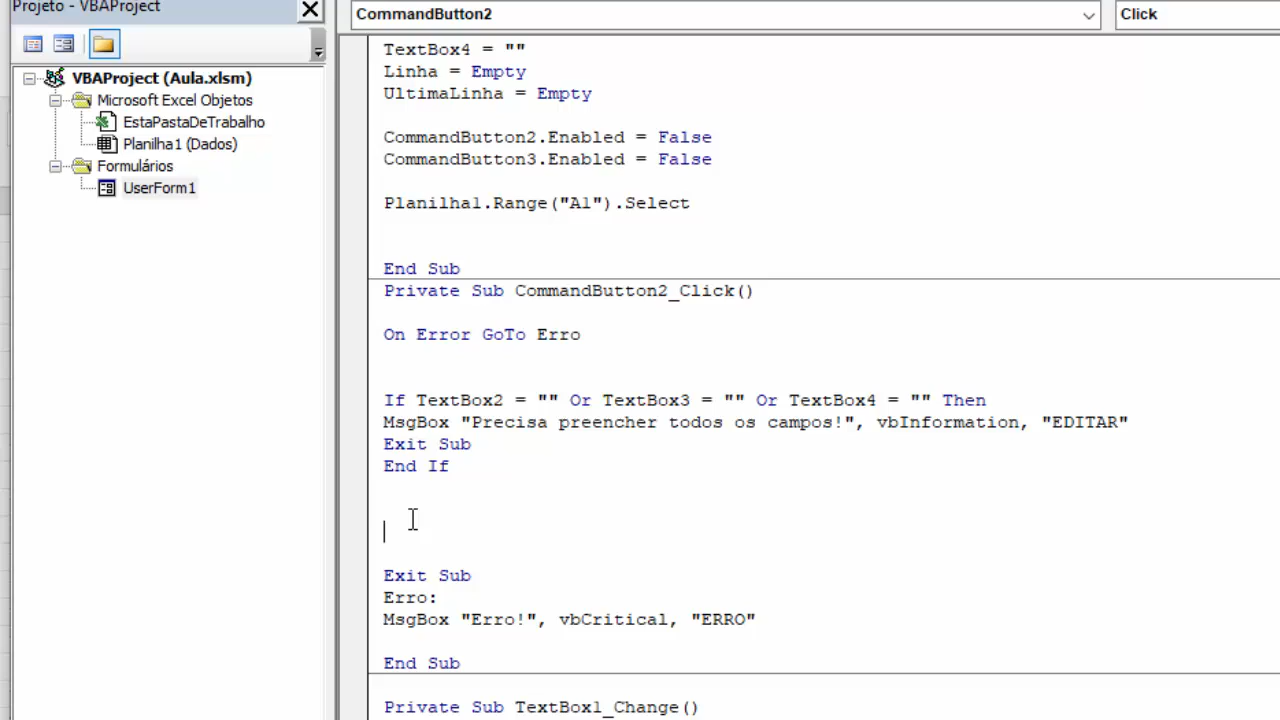 Projeto - VBAProject
CommandButton2
Click
VBAProject (Aula.xlsm)
Microsoft Excel Objetos
EstaPastaDeTrabalho
Planilha1 (Dados)
Formulários
UserForm1
TextBox4 = ""
Linha = Empty
UltimaLinha = Empty
CommandButton2.Enabled = False
CommandButton3.Enabled = False
Planilha1.Range("A1").Select
End Sub
Private Sub CommandButton2_Click()
On Error GoTo Erro
If TextBox2 = "" Or TextBox3 = "" Or TextBox4 = "" Then
MsgBox "Precisa preencher todos os campos!", vbInformation, "EDITAR"
Exit Sub
End If
Exit Sub
Erro:
MsgBox "Erro!", vbCritical, "ERRO"
End Sub
Private Sub TextBox1_Change()